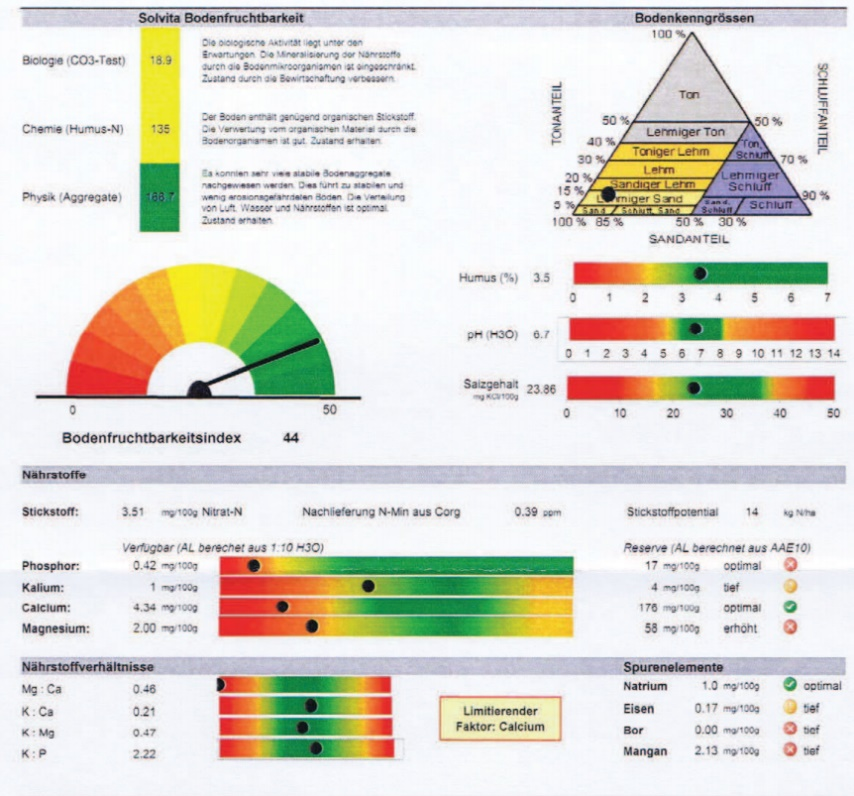 Solvita Bodenfruchtbarkeit
Biologie (CO3-Test) 18.9
Die biologische Aktivität liegt unter den
Erwartungen. Die Mineralisierung der Nährstoffe
durch die Bodenmikroorganismen ist eingeschränkt.
Zustand durch die Bewirtschaftung verbessern.
Chemie (Humus-N) 135
Der Boden enthält genügend organischen Stickstoff.
Die Verwertung vom organischen Material durch die
Bodenorganismen ist gut. Zustand erhalten.
Physik (Aggregate) 186.7
Es konnten sehr viele stabile Bodenaggregate
nachgewiesen werden. Dies führt zu stabilen und
wenig erosionsgefährdeten Böden. Die Verteilung
von Luft, Wasser und Nährstoffen ist optimal.
Zustand erhalten.
0 50
Bodenfruchtbarkeitsindex 44
Bodenkenngrössen
100 %
TONANTEIL
SCHLUFFANTEIL
Ton
50 % 50 %
Lehmiger Ton
40 %
Toniger Lehm
Ton. Schluff
30 % 70 %
Lehm
Lehmiger Schluff
20 %
Sandiger Lehm
15 % 90 %
Lehmiger Sand
5 %
Sand Schluff. Sand Sand. Schluff Schluff
100 % 85 % 50 % 30 %
SANDANTEIL
Humus (%) 3.5
0 1 2 3 4 5 6 7
pH (H3O) 6.7
0 1 2 3 4 5 6 7 8 9 10 11 12 13 14
Salzgehalt 23.86
mg KCl/100g
0 10 20 30 40 50
Nährstoffe
Stickstoff: 3.51 mg/100g Nitrat-N Nachlieferung N-Min aus Corg 0.39 ppm Stickstoffpotential 14 kg N/ha
Verfügbar (AL berechet aus 1:10 H3O) Reserve (AL berechnet aus AAE10)
Phosphor: 0.42 mg/100g 17 mg/100g optimal
Kalium: 1 mg/100g 4 mg/100g tief
Calcium: 4.34 mg/100g 176 mg/100g optimal
Magnesium: 2.00 mg/100g 58 mg/100g erhöht
Nährstoffverhältnisse
Mg : Ca 0.46
K : Ca 0.21
K : Mg 0.47
K : P 2.22
Limitierender
Faktor: Calcium
Spurenelemente
Natrium 1.0 mg/100g optimal
Eisen 0.17 mg/100g tief
Bor 0.00 mg/100g tief
Mangan 2.13 mg/100g tief